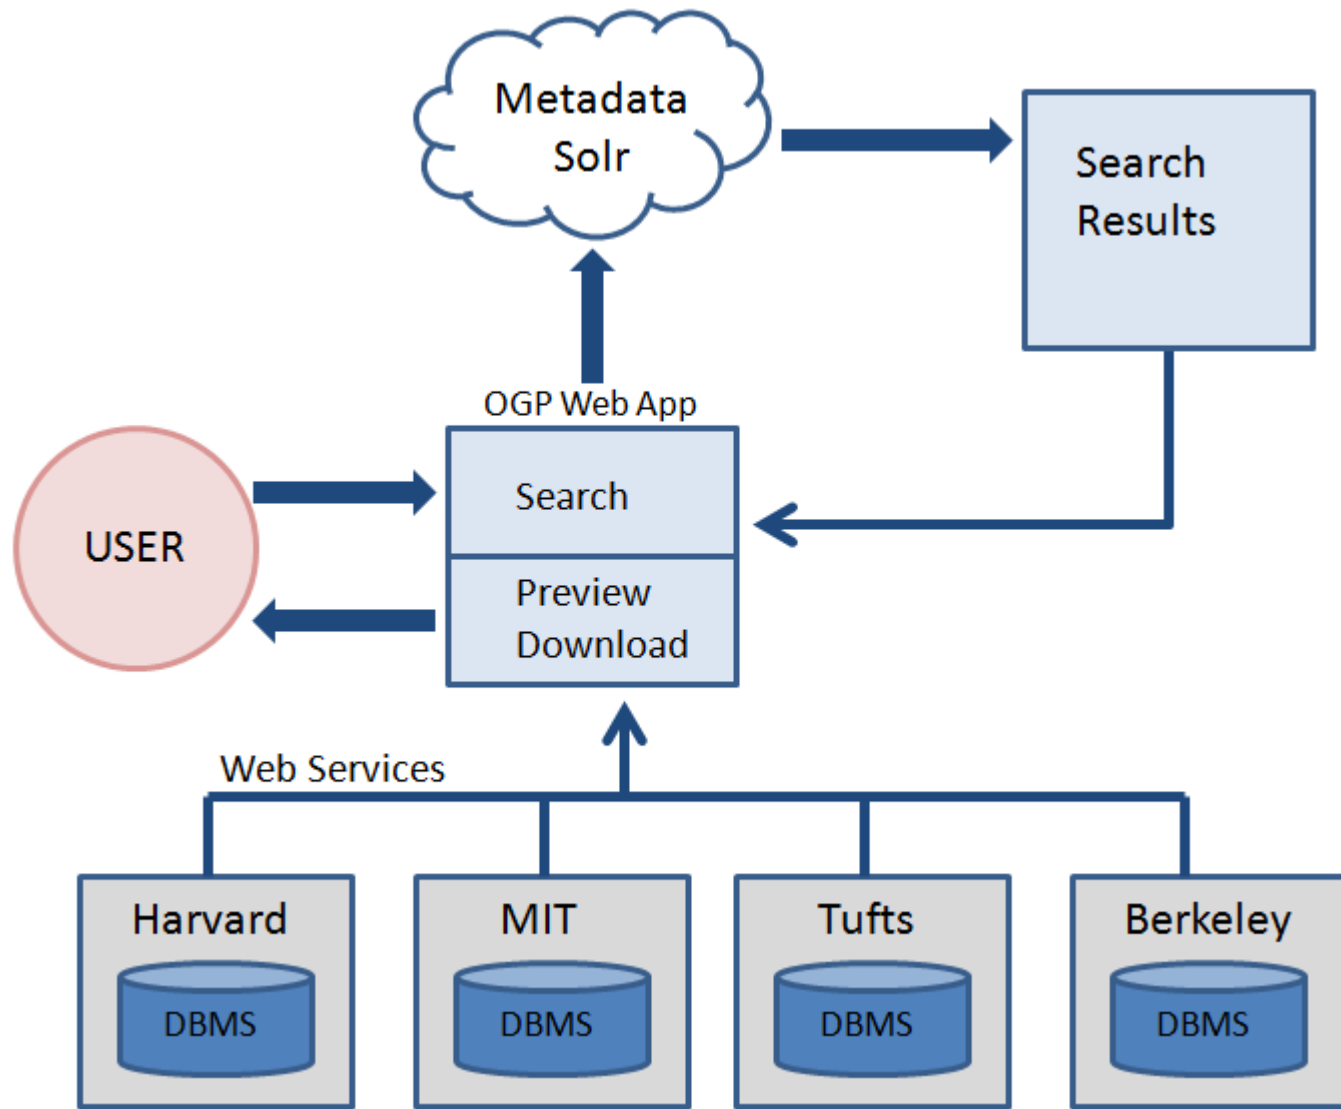 Metadata
Solr
Search
Results
OGP Web App
Search
USER
Preview
Download
Web Services
Harvard
MIT
Tufts
Berkeley
DBMS
DBMS
DBMS
DBMS